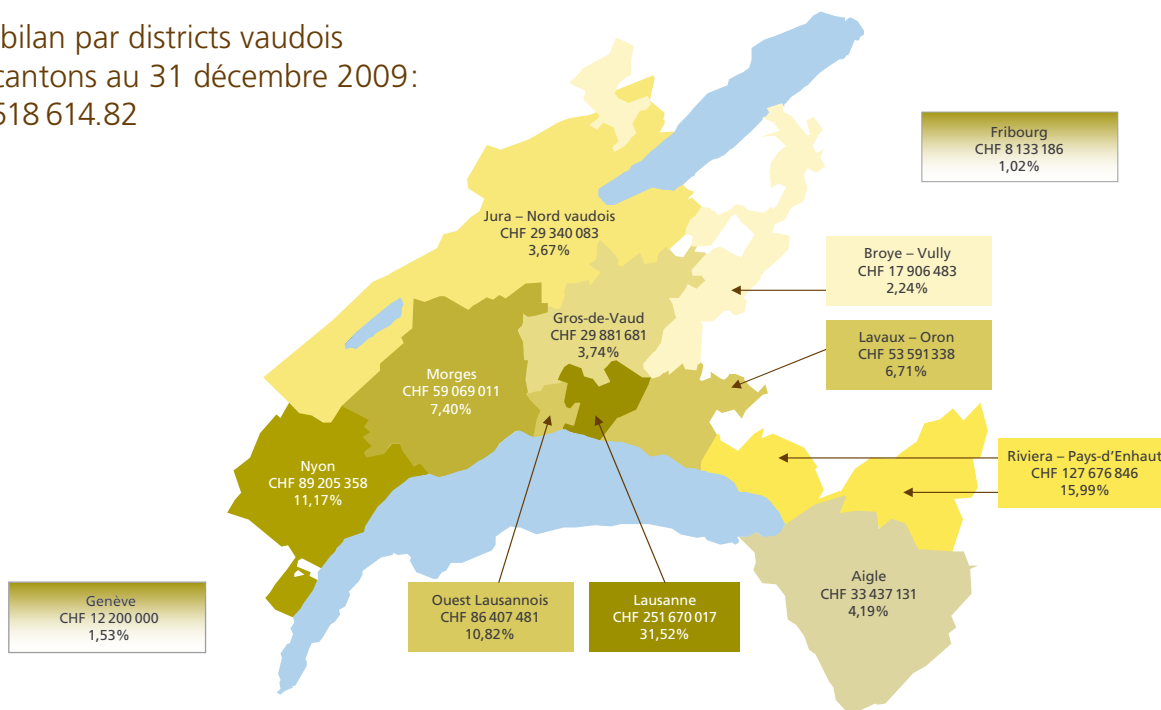 bilan par districts vaudois
cantons au 31 décembre 2009:
518 614.82
Fribourg
CHF 8 133 186
1,02%
Jura – Nord vaudois
CHF 29 340 083
3,67%
Broye – Vully
CHF 17 906 483
2,24%
Gros-de-Vaud
CHF 29 881 681
3,74%
Lavaux – Oron
CHF 53 591 338
6,71%
Morges
CHF 59 069 011
7,40%
Nyon
CHF 89 205 358
11,17%
Riviera – Pays-d'Enhaut
CHF 127 676 846
15,99%
Aigle
CHF 33 437 131
4,19%
Genève
CHF 12 200 000
1,53%
Ouest Lausannois
CHF 86 407 481
10,82%
Lausanne
CHF 251 670 017
31,52%